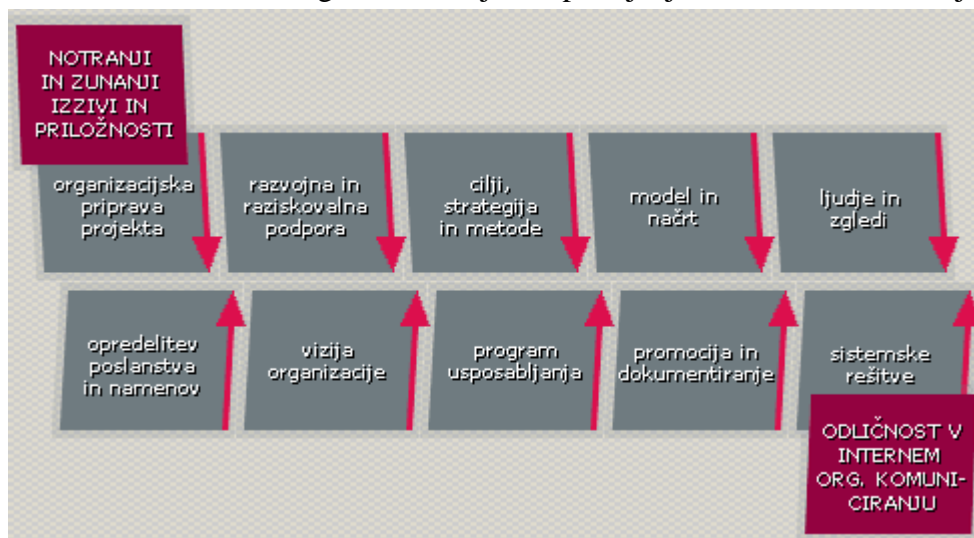 NOTRANJI
IN ZUNANJI
IZZIVI IN
PRILOŽNOSTI
organizacijska
priprava
projekta
razvojna in
raziskovalna
podpora
cilji,
strategija
in metode
model in
načrt
ljudje in
zgledi
opredelitev
poslanstva
in namenov
vizija
organizacije
program
usposabljanja
promocija in
dokumentiranje
sistemske
rešitve
ODLIČNOST V
INTERNEM
ORG. KOMUNI-
CIRANJU